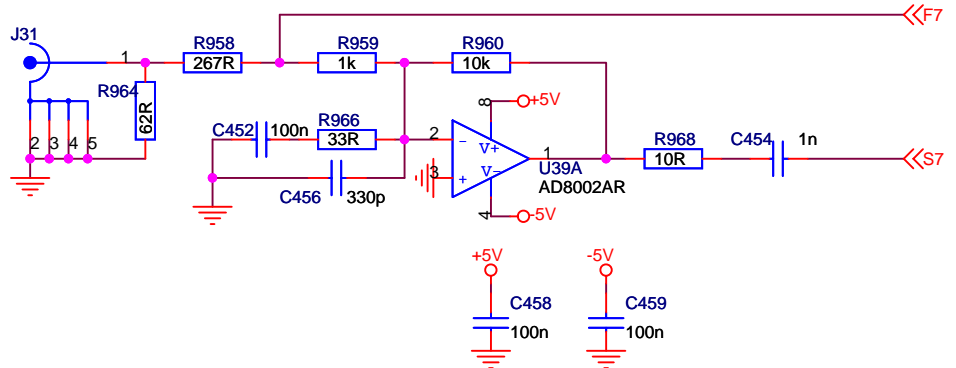 F7
J31
1
R958
267R
R959
1k
R960
10k
R964
62R
8
+5V
C452
100n
R966
33R
2
-
V+
1
R968
10R
C454
1n
S7
2
3
4
5
C456
330p
3
+
V-
U39A
AD8002AR
4
-5V
+5V
-5V
C458
100n
C459
100n